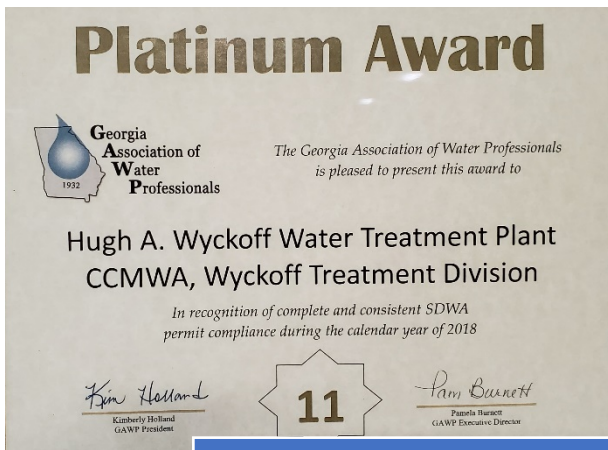 Platinum Award
Georgia
Association of
Water
Professionals
1932
The Georgia Association of Water Professionals
is pleased to present this award to
Hugh A. Wyckoff Water Treatment Plant
CCMWA, Wyckoff Treatment Division
In recognition of complete and consistent SDWA
permit compliance during the calendar year of 2018
Kim Holland
Kimberly Holland
GAWP President
11
Pam Burnett
Pamela Burnett
GAWP Executive Director